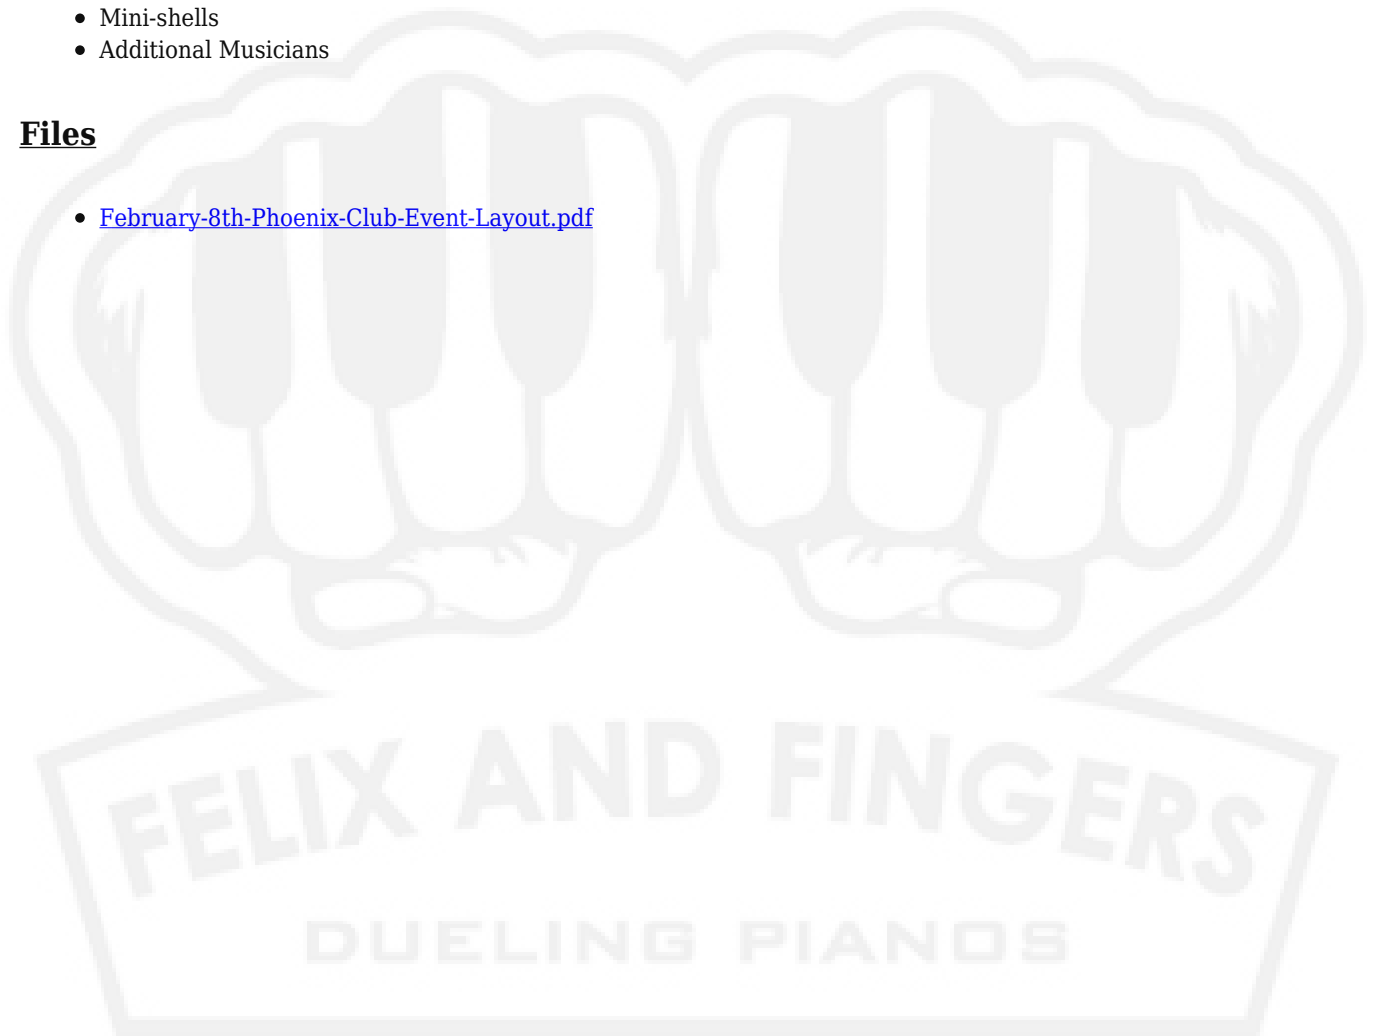 Mini-shells
Additional Musicians
Files
February-8th-Phoenix-Club-Event-Layout.pdf
FELIX AND FINGERS
DUELING PIANOS